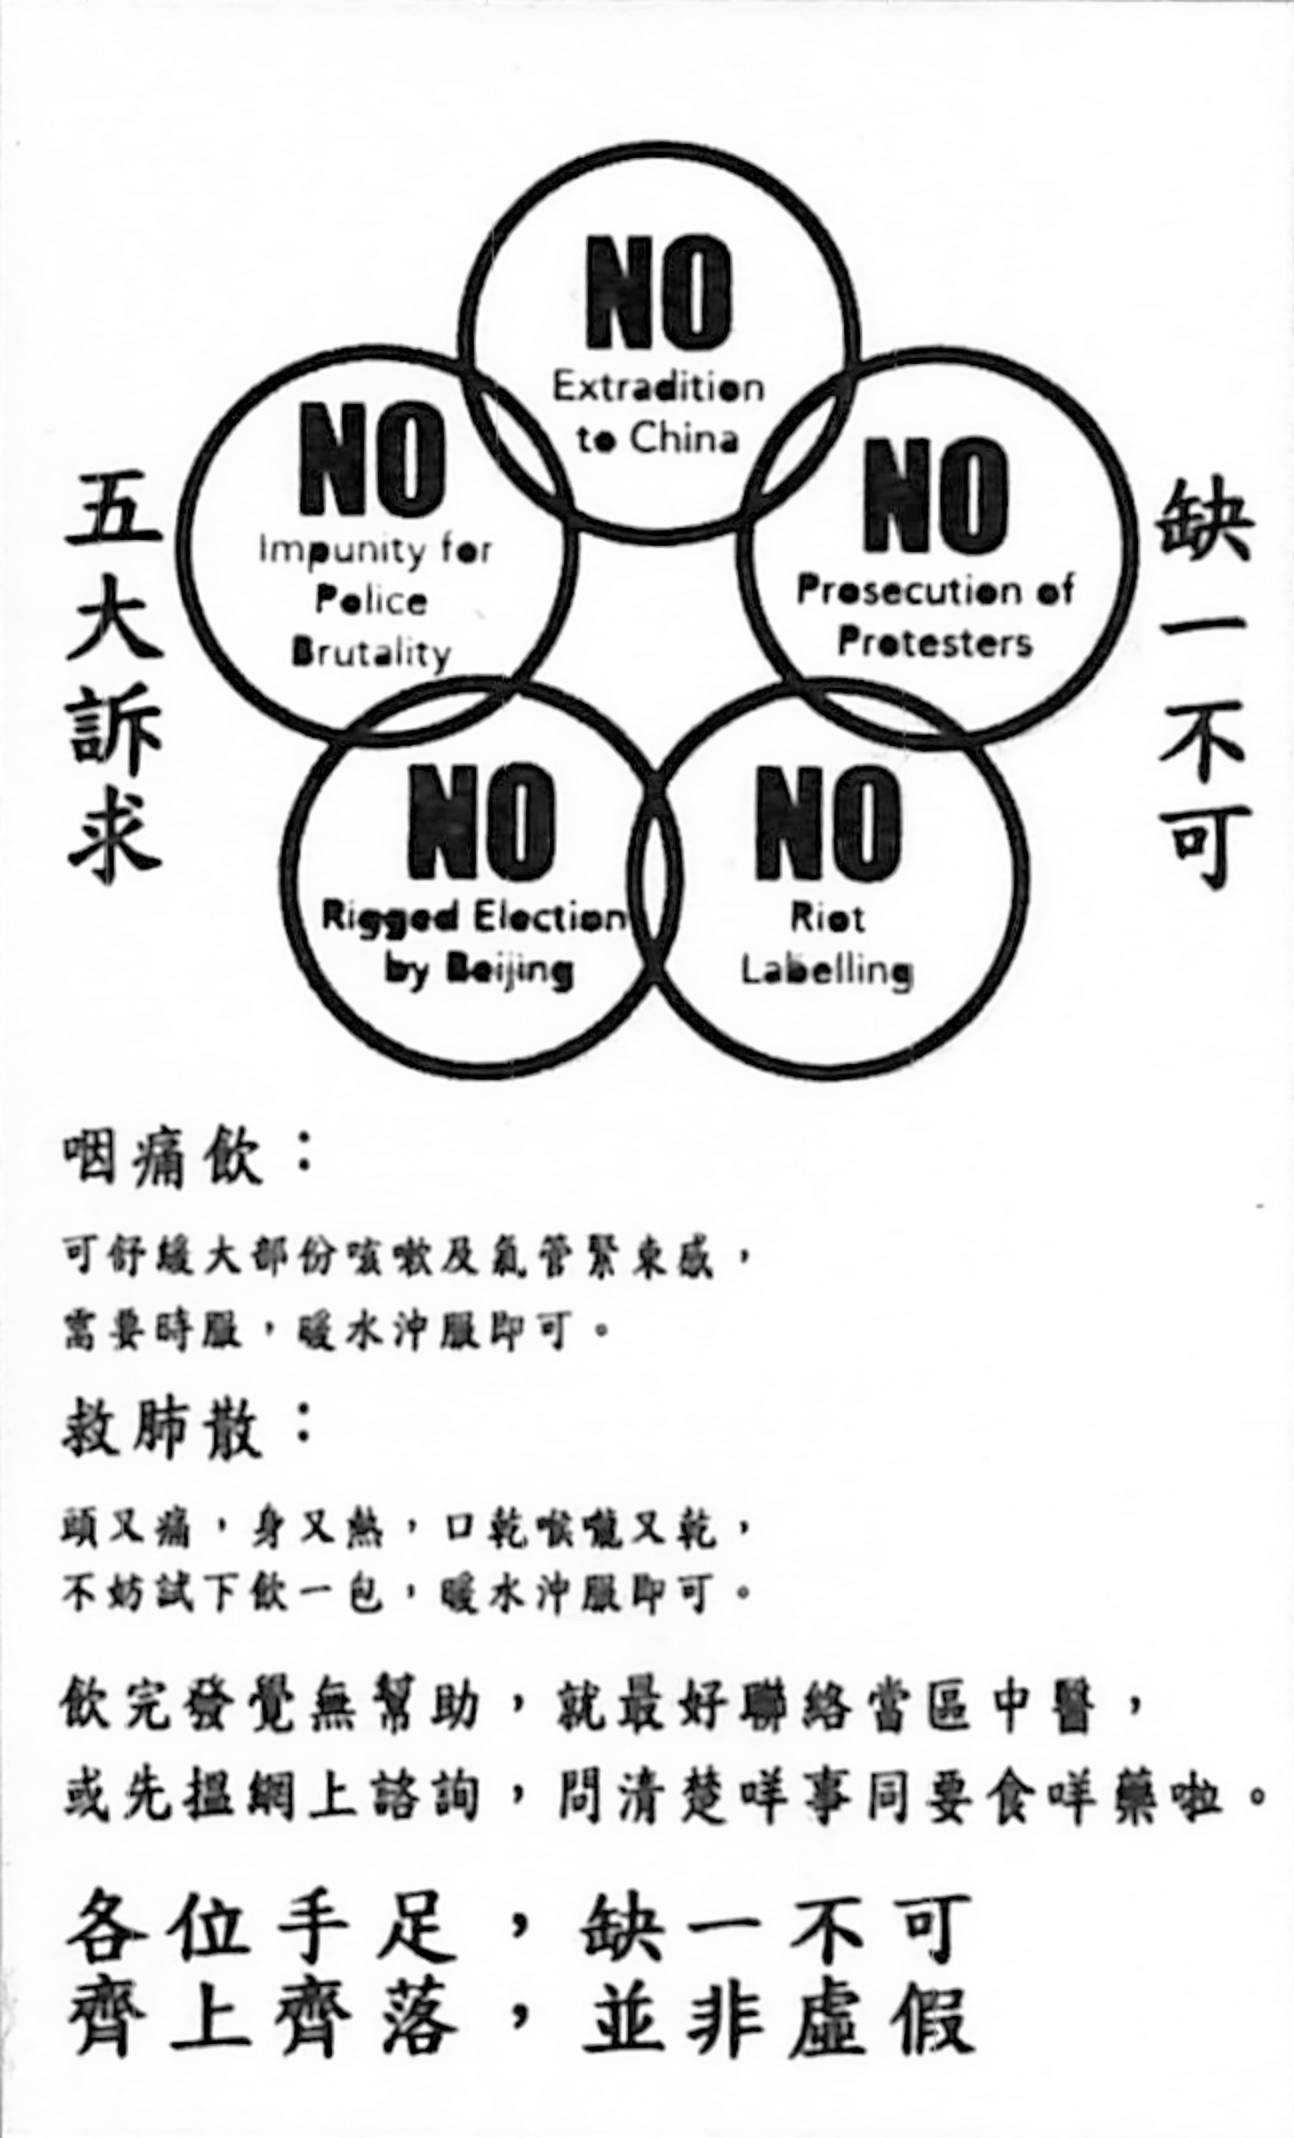 五大訴求
缺一不可
NO
Extradition
to China
NO
Impunity for
Police
Brutality
NO
Prosecution of
Protesters
NO
Rigged Election
by Beijing
NO
Riot
Labelling
咽痛飲：
可舒緩大部份咳嗽及氣管緊束感，
需要時服，暖水沖服即可。
救肺散：
頭又痛，身又熱，口乾喉嚨又乾，
不妨試下飲一包，暖水沖服即可。
飲完發覺無幫助，就最好聯絡當區中醫，
或先搵網上諮詢，問清楚咩事同要食咩藥啦。
各位手足，缺一不可
齊上齊落，並非虛假